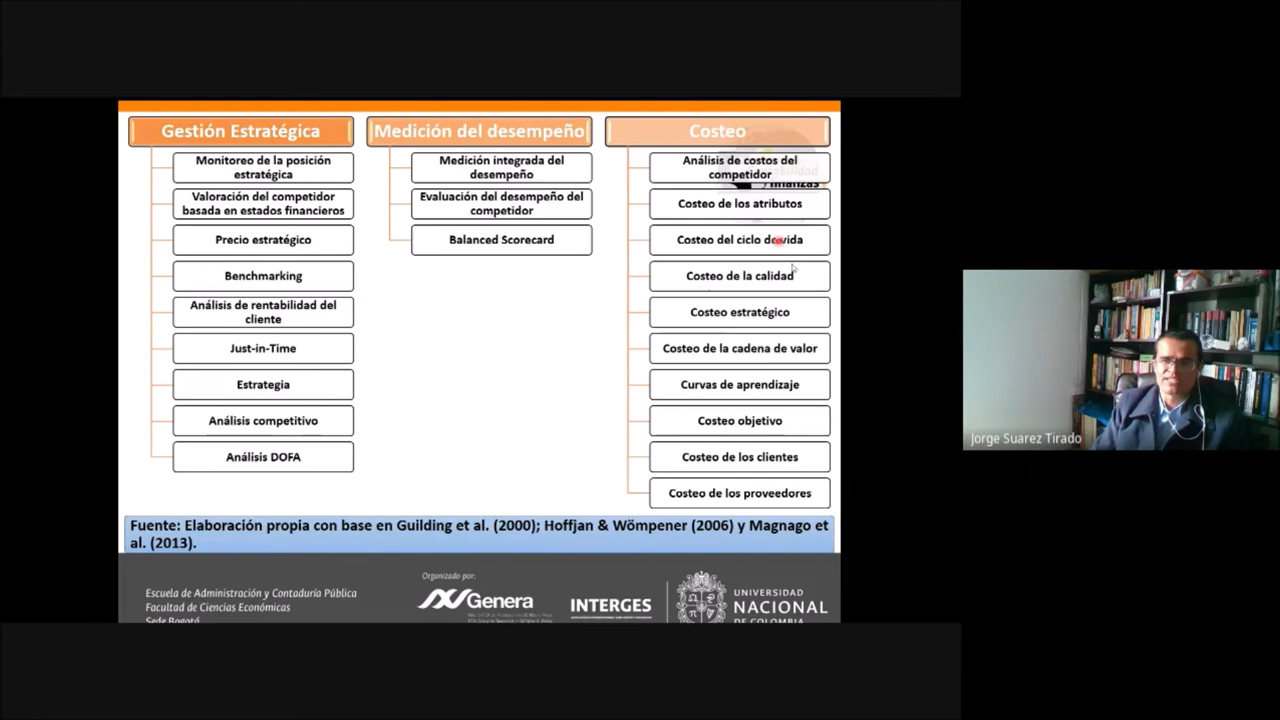 Gestión Estratégica
Monitoreo de la posición
estratégica
Valoración del competidor
basada en estados financieros
Precio estratégico
Benchmarking
Análisis de rentabilidad del
cliente
Just-in-Time
Estrategia
Análisis competitivo
Análisis DOFA
Medición del desempeño
Medición integrada del
desempeño
Evaluación del desempeño del
competidor
Balanced Scorecard
Costeo
Análisis de costos del
competidor
y finanzas
Costeo de los atributos
Costeo del ciclo de vida
Costeo de la calidad
Costeo estratégico
Costeo de la cadena de valor
Curvas de aprendizaje
Costeo objetivo
Costeo de los clientes
Costeo de los proveedores
Fuente: Elaboración propia con base en Guilding et al. (2000); Hoffjan & Wömpener (2006) y Magnago et
al. (2013).
Escuela de Administración y Contaduría Pública
Facultad de Ciencias Económicas
Sede Bogotá
Organizado por:
Genera
INTERGES
UNIVERSIDAD
NACIONAL
DE COLOMBIA
Jorge Suarez Tirado